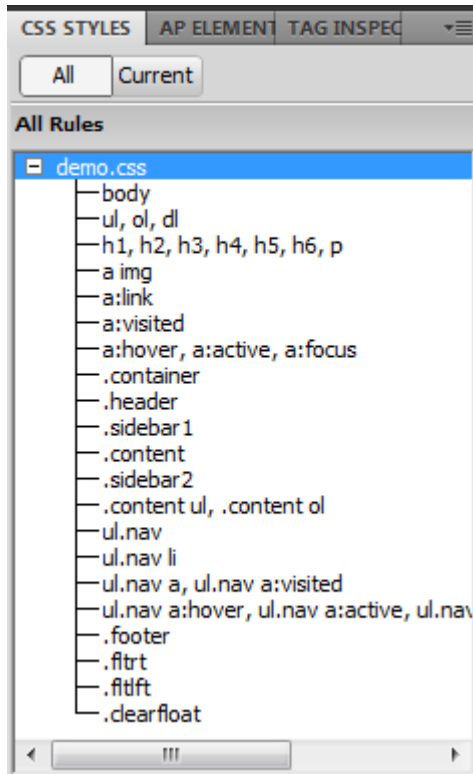 CSS STYLES AP ELEMENT TAG INSPEC
All Current
All Rules
demo.css
body
ul, ol, dl
h1, h2, h3, h4, h5, h6, p
a img
a:link
a:visited
a:hover, a:active, a:focus
.container
.header
.sidebar1
.content
.sidebar2
.content ul, .content ol
ul.nav
ul.nav li
ul.nav a, ul.nav a:visited
ul.nav a:hover, ul.nav a:active, ul.nav
.footer
.fltrt
.fltlft
.clearfloat